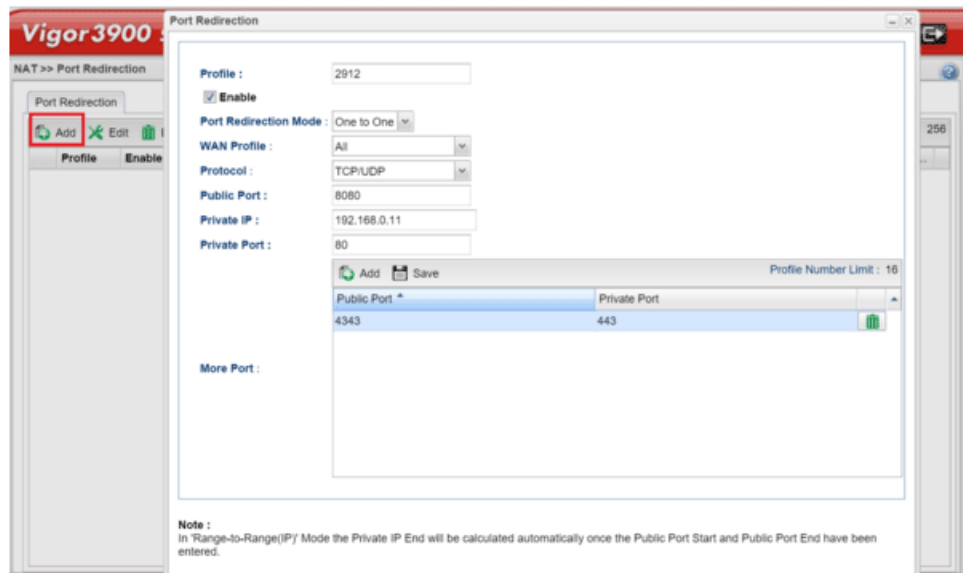 Port Redirection
Vigor3900
NAT >> Port Redirection
Port Redirection
Add Edit
256
Profile Enable
Profile : 2912
Enable
Port Redirection Mode : One to One
WAN Profile : All
Protocol : TCP/UDP
Public Port : 8080
Private IP : 192.168.0.11
Private Port : 80
Add Save Profile Number Limit : 16
Public Port Private Port
4343 443
More Port :
Note :
In 'Range-to-Range(IP)' Mode the Private IP End will be calculated automatically once the Public Port Start and Public Port End have been
entered.